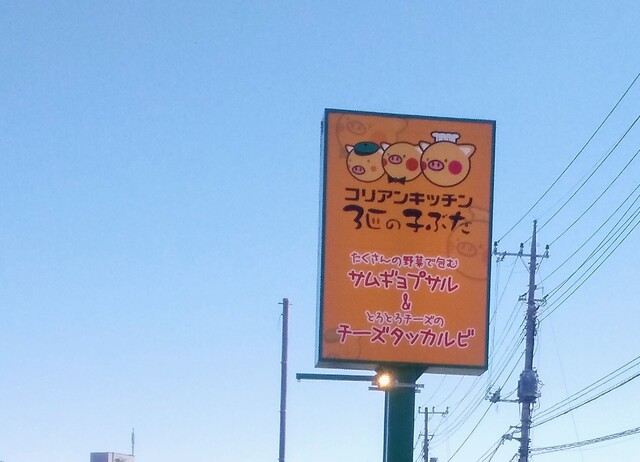 コリアンキッチン
3匹の子ぶた
たくさんの野菜で包む
サムギョプサル
&
とろとろチーズの
チーズタッカルビ